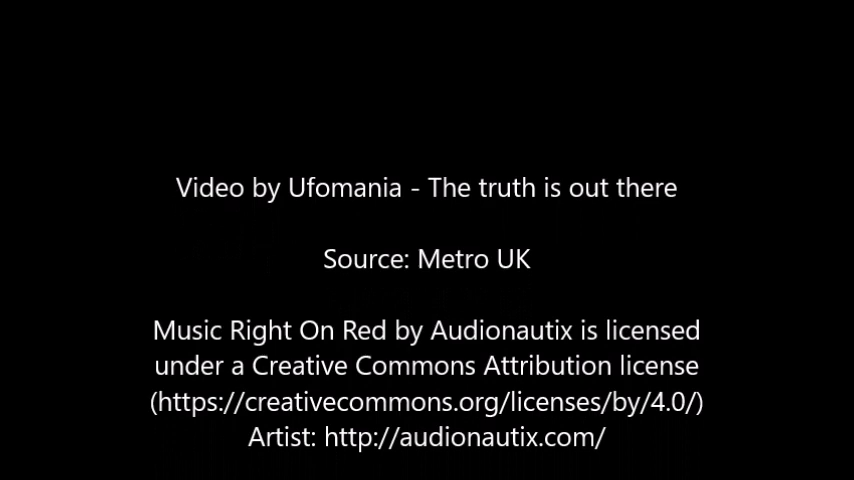 Video by Ufomania - The truth is out there
Source: Metro UK
Music Right On Red by Audionautix is licensed
under a Creative Commons Attribution license
(https://creativecommons.org/licenses/by/4.0/)
Artist: http://audionautix.com/